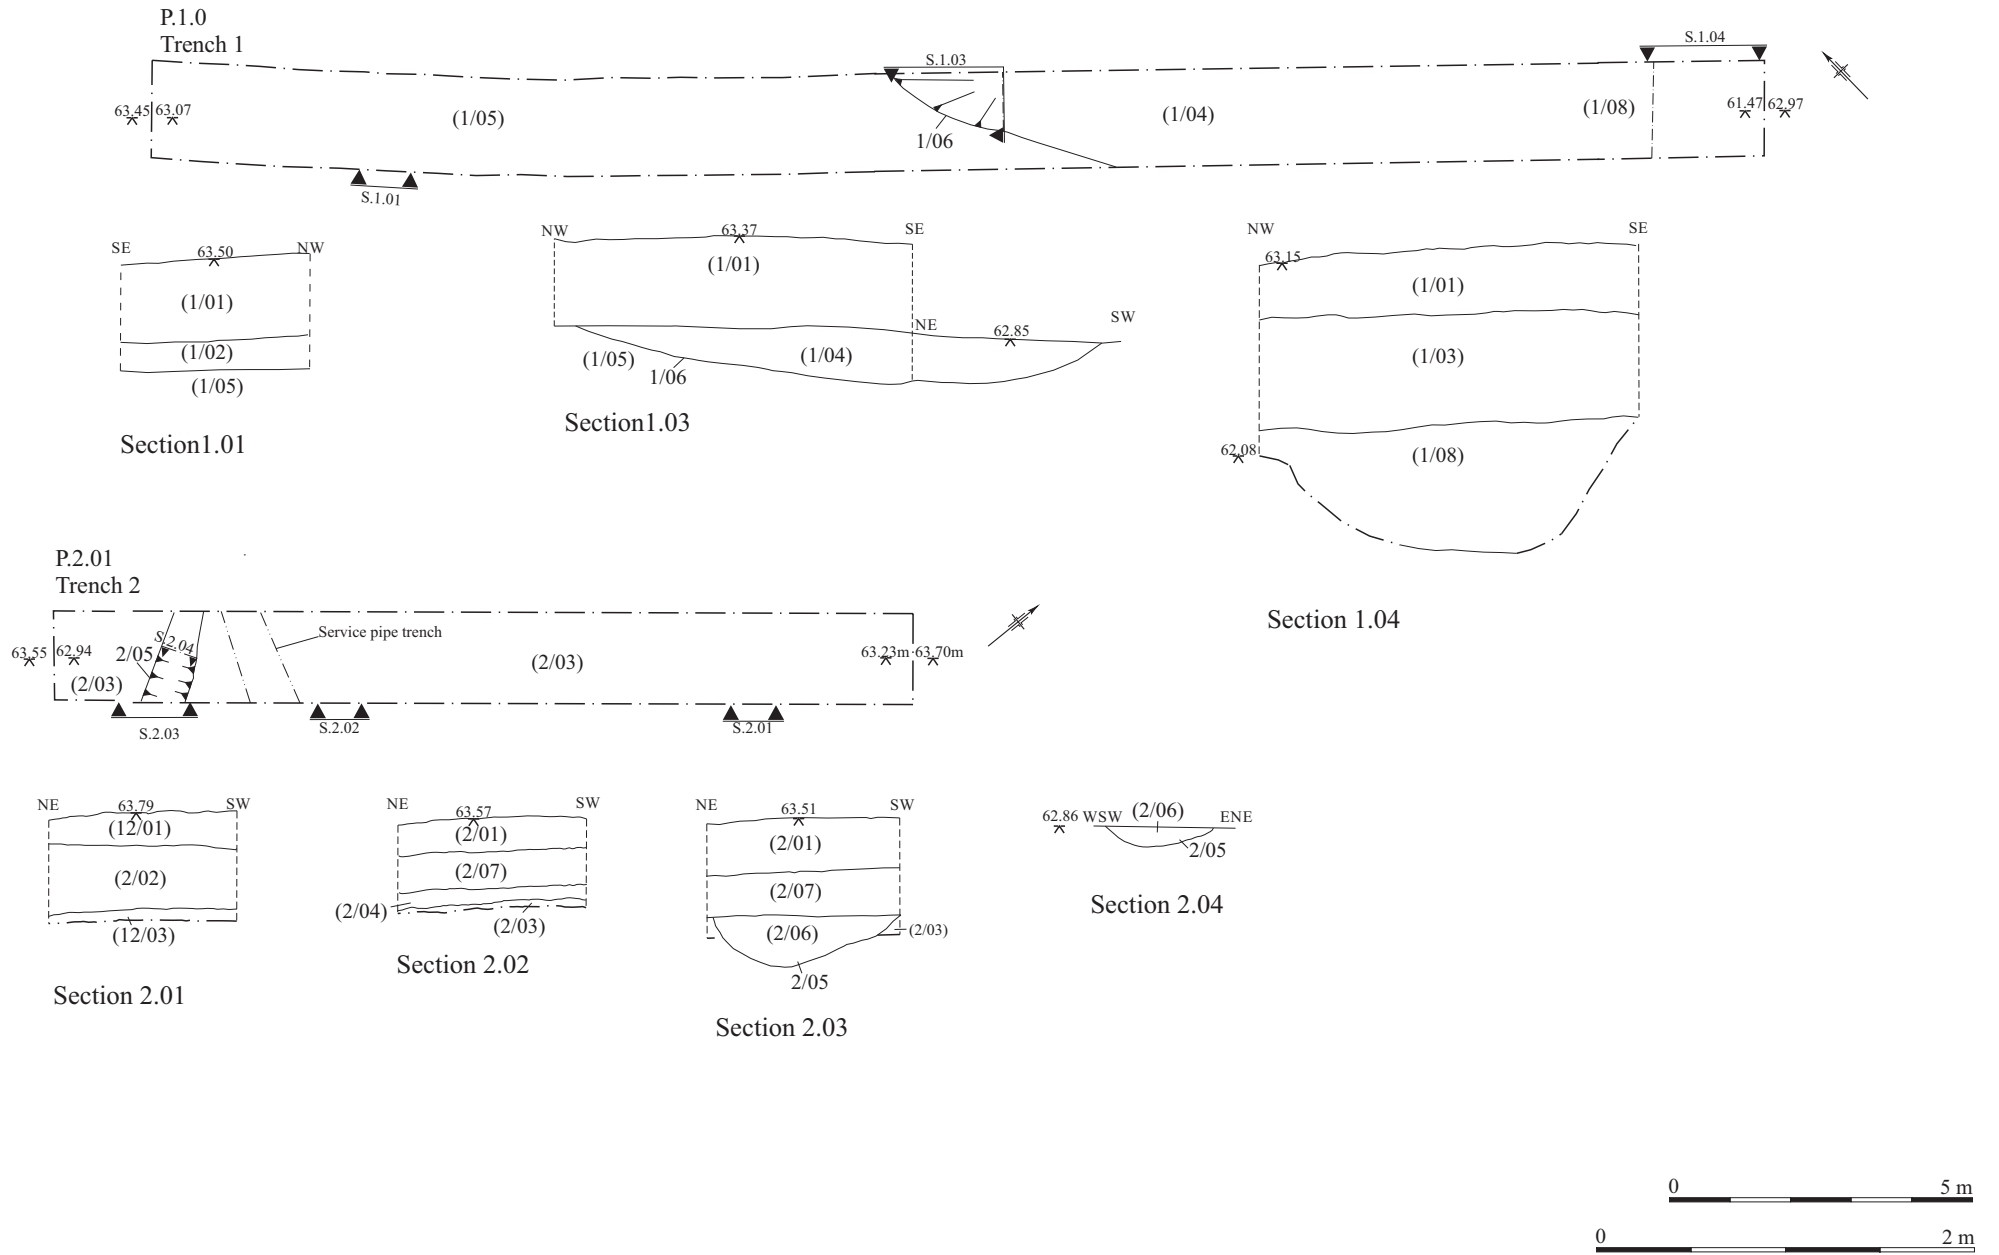 P.1.0
Trench 1
S.1.03
S.1.04
63.45 63.07
(1/05)
1/06
(1/04)
(1/08)
61.47 62.97
S.1.01
SE
63.50
NW
(1/01)
(1/02)
(1/05)
Section1.01
NW
63.37
SE
(1/01)
NE
62.85
SW
(1/05)
1/06
(1/04)
Section1.03
NW
SE
63.15
(1/01)
(1/03)
62.08
(1/08)
Section 1.04
P.2.01
Trench 2
63.55 62.94
2/05
S.2.04
(2/03)
Service pipe trench
(2/03)
63.23m 63.70m
S.2.03
S.2.02
S.2.01
NE
63.79
SW
(12/01)
(2/02)
(12/03)
Section 2.01
NE
63.57
SW
(2/01)
(2/07)
(2/04)
(2/03)
Section 2.02
NE
63.51
SW
(2/01)
(2/07)
(2/06)
(2/03)
2/05
Section 2.03
62.86 WSW
(2/06)
ENE
2/05
Section 2.04
0
5 m
0
2 m